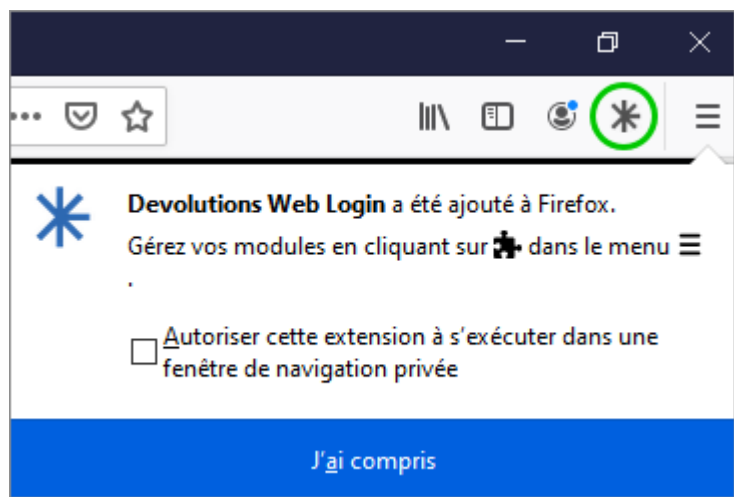 Devolutions Web Login a été ajouté à Firefox.
Gérez vos modules en cliquant sur dans le menu
.
Autoriser cette extension à s’exécuter dans une
fenêtre de navigation privée
J’ai compris